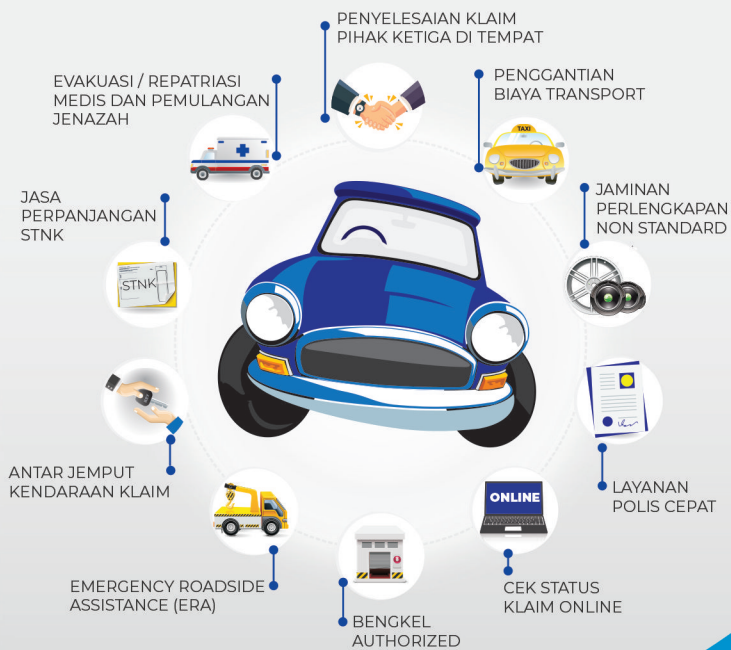 PENYELESAIAN KLAIM
PIHAK KETIGA DI TEMPAT
PENGGANTIAN
BIAYA TRANSPORT
TAXI
JAMINAN
PERLENGKAPAN
NON STANDARD
LAYANAN
POLIS CEPAT
ONLINE
CEK STATUS
KLAIM ONLINE
BENGKEL
AUTHORIZED
EMERGENCY ROADSIDE
ASSISTANCE (ERA)
ANTAR JEMPUT
KENDARAAN KLAIM
JASA
PERPANJANGAN
STNK
STNK
EVAKUASI / REPATRIASI
MEDIS DAN PEMULANGAN
JENAZAH